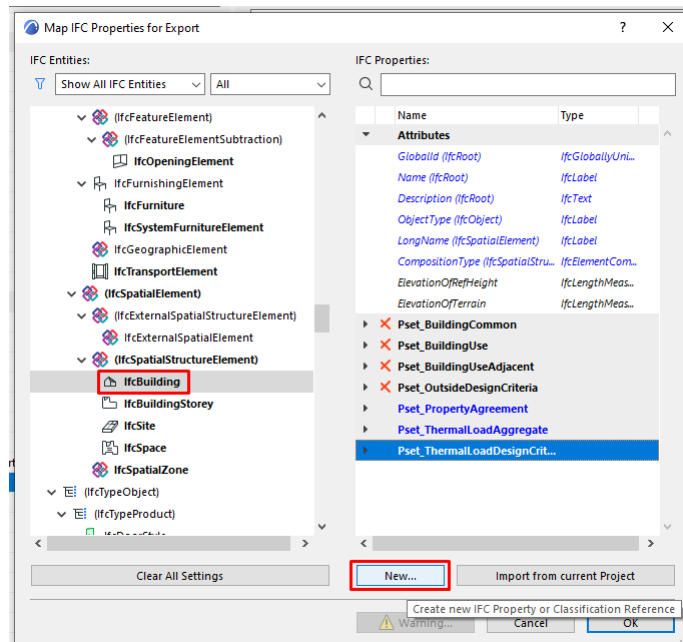 Map IFC Properties for Export
?
IFC Entities:
Show All IFC Entities
All
(IfcFeatureElement)
(IfcFeatureElementSubtraction)
IfcOpeningElement
IfcFurnishingElement
IfcFurniture
IfcSystemFurnitureElement
IfcGeographicElement
IfcTransportElement
(IfcSpatialElement)
(IfcExternalSpatialStructureElement)
IfcExternalSpatialElement
(IfcSpatialStructureElement)
IfcBuilding
IfcBuildingStorey
IfcSite
IfcSpace
IfcSpatialZone
(IfcTypeObject)
(IfcTypeProduct)
Clear All Settings
IFC Properties:
Name Type
Attributes
GlobalId (IfcRoot) IfcGloballyUni...
Name (IfcRoot) IfcLabel
Description (IfcRoot) IfcText
ObjectType (IfcObject) IfcLabel
LongName (IfcSpatialElement) IfcLabel
CompositionType (IfcSpatialStru... IfcElementCom...
ElevationOfRefHeight IfcLengthMeas...
ElevationOfTerrain IfcLengthMeas...
Pset_BuildingCommon
Pset_BuildingUse
Pset_BuildingUseAdjacent
Pset_OutsideDesignCriteria
Pset_PropertyAgreement
Pset_ThermalLoadAggregate
Pset_ThermalLoadDesignCrit...
New... Import from current Project
Create new IFC Property or Classification Reference
Warning... Cancel OK